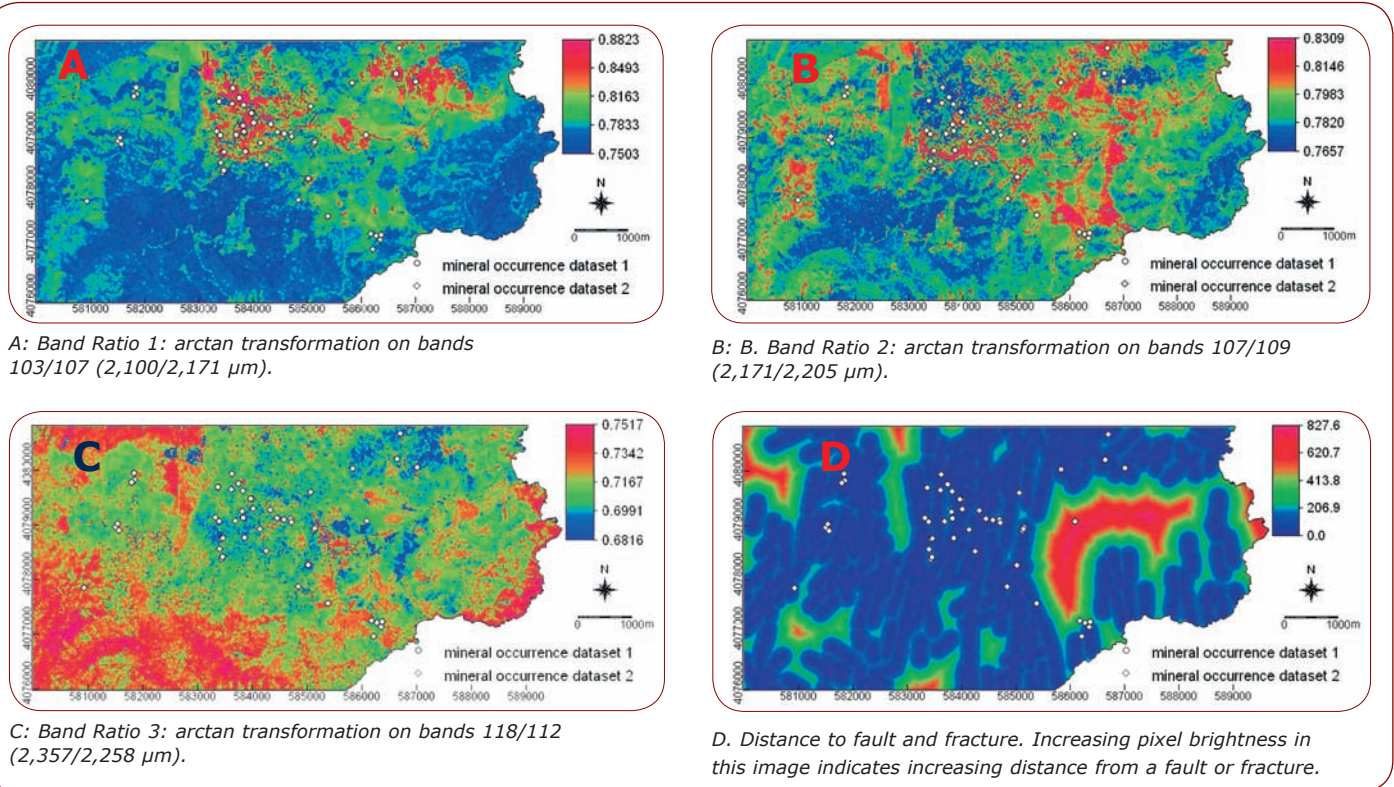 A
0.8823
0.8493
0.8163
0.7833
0.7503
4080000
4079000
4078000
4077000
4076000
N
0 1000m
mineral occurrence dataset 1
mineral occurrence dataset 2
581000 582000 583000 584000 585000 586000 587000 588000 589000
A: Band Ratio 1: arctan transformation on bands
103/107 (2,100/2,171 µm).
B
0.8309
0.8146
0.7983
0.7820
0.7657
4080000
4079000
4078000
4077000
4076000
N
0 1000m
mineral occurrence dataset 1
mineral occurrence dataset 2
581000 582000 583000 584000 585000 586000 587000 588000 589000
B: B. Band Ratio 2: arctan transformation on bands 107/109
(2,171/2,205 µm).
C
0.7517
0.7342
0.7167
0.6991
0.6816
4079000
4078000
4077000
4076000
N
0 1000m
mineral occurrence dataset 1
mineral occurrence dataset 2
581000 582000 583000 584000 585000 586000 587000 588000 589000
C: Band Ratio 3: arctan transformation on bands 118/112
(2,357/2,258 µm).
D
827.6
620.7
413.8
206.9
0.0
4080000
4079000
4078000
4077000
4076000
N
0 1000m
mineral occurrence dataset 1
mineral occurrence dataset 2
581000 582000 583000 584000 585000 586000 587000 588000 589000
D. Distance to fault and fracture. Increasing pixel brightness in
this image indicates increasing distance from a fault or fracture.